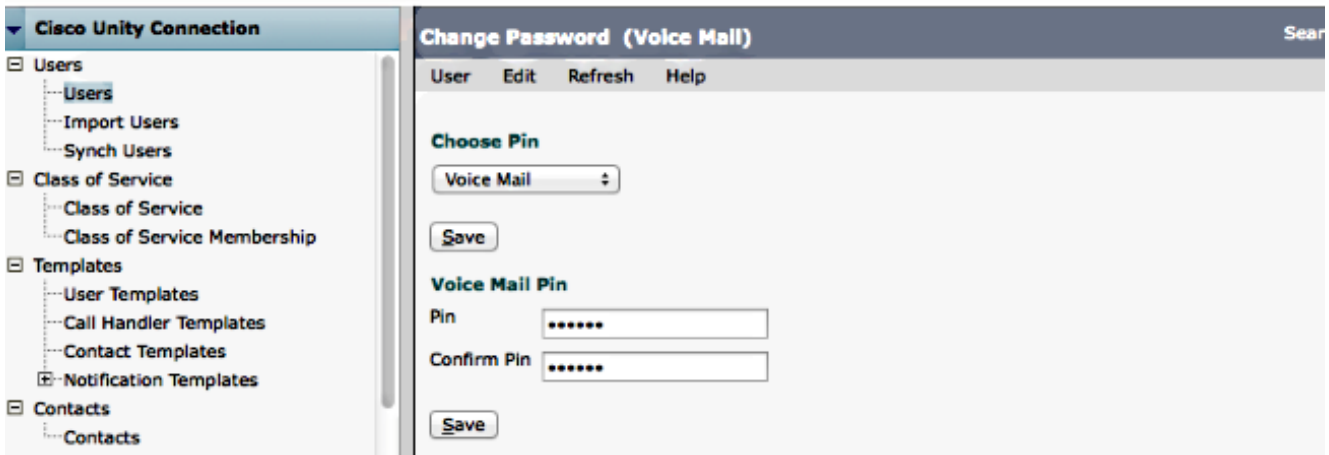 Cisco Unity Connection
Users
Users
Import Users
Synch Users
Class of Service
Class of Service
Class of Service Membership
Templates
User Templates
Call Handler Templates
Contact Templates
Notification Templates
Contacts
Contacts
Change Password (Voice Mail)
Sear
User Edit Refresh Help
Choose Pin
Voice Mail
Save
Voice Mail Pin
Pin ••••••
Confirm Pin ••••••
Save